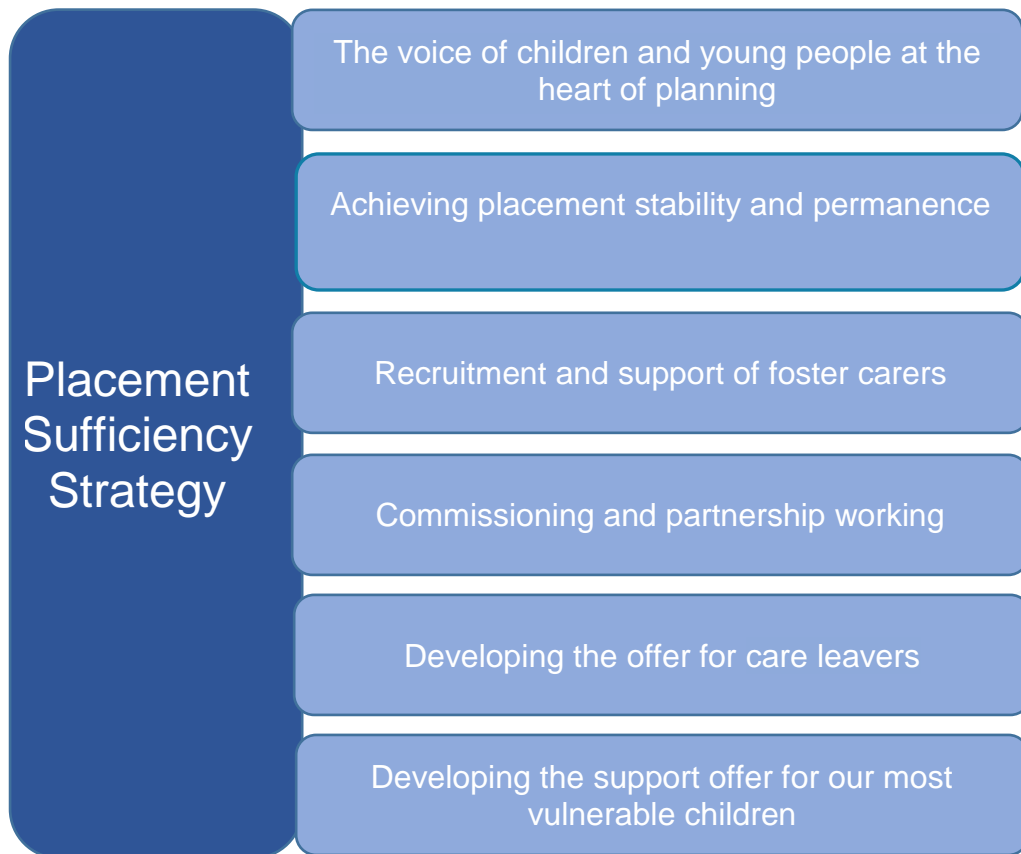 Placement
Sufficiency
Strategy
The voice of children and young people at the
heart of planning
Achieving placement stability and permanence
Recruitment and support of foster carers
Commissioning and partnership working
Developing the offer for care leavers
Developing the support offer for our most
vulnerable children